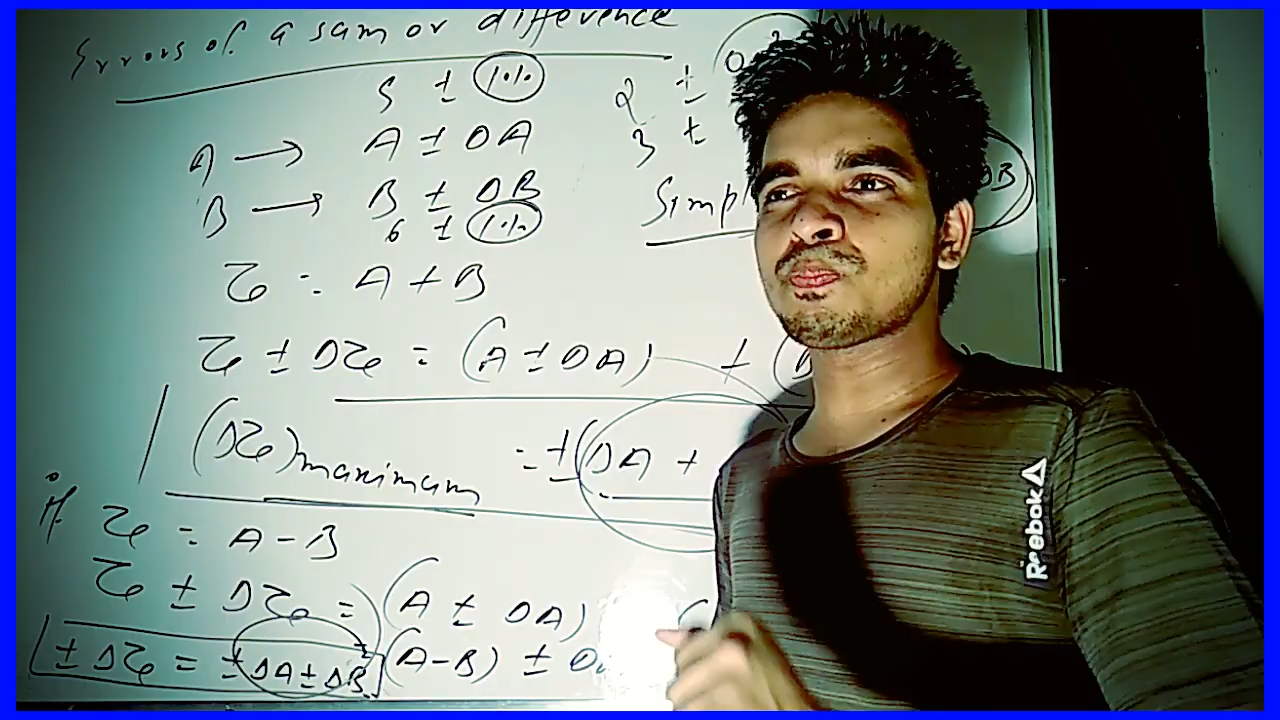 Errors of a sum or difference
5 ± 1%
A → A ± ΔA
B → B ± ΔB
6 ± 1%
Z = A + B
Z ± ΔZ = (A ± ΔA) + (
(ΔZ)maximum = ±(ΔA +
if Z = A - B
Z ± ΔZ = (A ± ΔA)
± ΔZ = ± ΔA ± ΔB (A-B) ±
2 ±
3 ±
ΔB)
Reebok